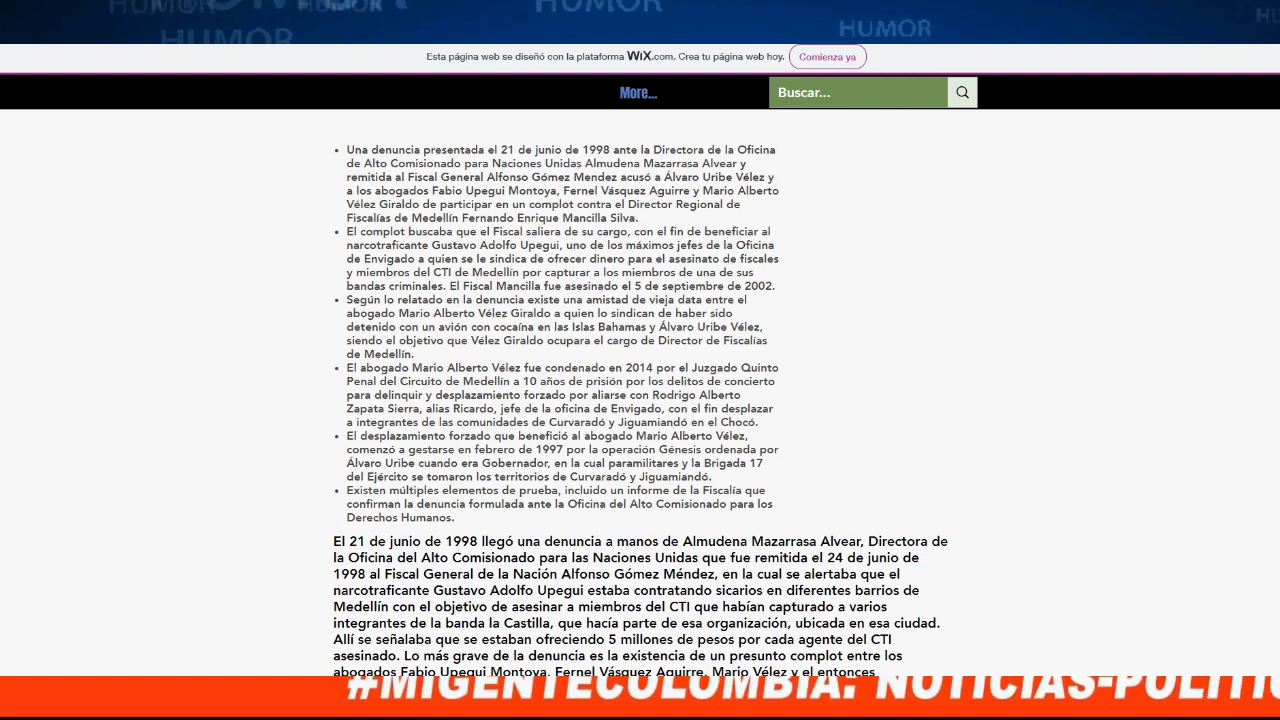 HUMOR
HUMOR
HUMOR
HUMOR
HUMOR
Esta página web se diseñó con la plataforma WiX.com. Crea tu página web hoy. Comienza ya
More... Buscar...
• Una denuncia presentada el 21 de junio de 1998 ante la Directora de la Oficina
de Alto Comisionado para Naciones Unidas Almudena Mazarrasa Alvear y
remitida al Fiscal General Alfonso Gómez Mendez acusó a Álvaro Uribe Vélez y
a los abogados Fabio Upegui Montoya, Fernel Vásquez Aguirre y Mario Alberto
Vélez Giraldo de participar en un complot contra el Director Regional de
Fiscalías de Medellín Fernando Enrique Mancilla Silva.
• El complot buscaba que el Fiscal saliera de su cargo, con el fin de beneficiar al
narcotraficante Gustavo Adolfo Upegui, uno de los máximos jefes de la Oficina
de Envigado a quien se le sindica de ofrecer dinero para el asesinato de fiscales
y miembros del CTI de Medellín por capturar a los miembros de una de sus
bandas criminales. El Fiscal Mancilla fue asesinado el 5 de septiembre de 2002.
• Según lo relatado en la denuncia existe una amistad de vieja data entre el
abogado Mario Alberto Vélez Giraldo a quien lo sindican de haber sido
detenido con un avión con cocaína en las Islas Bahamas y Álvaro Uribe Vélez,
siendo el objetivo que Vélez Giraldo ocupara el cargo de Director de Fiscalías
de Medellín.
• El abogado Mario Alberto Vélez fue condenado en 2014 por el Juzgado Quinto
Penal del Circuito de Medellín a 10 años de prisión por los delitos de concierto
para delinquir y desplazamiento forzado por aliarse con Rodrigo Alberto
Zapata Sierra, alias Ricardo, jefe de la oficina de Envigado, con el fin desplazar
a integrantes de las comunidades de Curvaradó y Jiguamiandó en el Chocó.
• El desplazamiento forzado que benefició al abogado Mario Alberto Vélez,
comenzó a gestarse en febrero de 1997 por la operación Génesis ordenada por
Álvaro Uribe cuando era Gobernador, en la cual paramilitares y la Brigada 17
del Ejército se tomaron los territorios de Curvaradó y Jiguamiandó.
• Existen múltiples elementos de prueba, incluido un informe de la Fiscalía que
confirman la denuncia formulada ante la Oficina del Alto Comisionado para los
Derechos Humanos.
El 21 de junio de 1998 llegó una denuncia a manos de Almudena Mazarrasa Alvear, Directora de
la Oficina del Alto Comisionado para las Naciones Unidas que fue remitida el 24 de junio de
1998 al Fiscal General de la Nación Alfonso Gómez Méndez, en la cual se alertaba que el
narcotraficante Gustavo Adolfo Upegui estaba contratando sicarios en diferentes barrios de
Medellín con el objetivo de asesinar a miembros del CTI que habían capturado a varios
integrantes de la banda la Castilla, que hacía parte de esa organización, ubicada en esa ciudad.
Allí se señalaba que se estaban ofreciendo 5 millones de pesos por cada agente del CTI
asesinado. Lo más grave de la denuncia es la existencia de un presunto complot entre los
abogados Fabio Upegui Montoya, Fernel Vásquez Aguirre, Mario Vélez y el entonces
#MIGENTECOLOMBIA. NOTICIAS-POLITIC